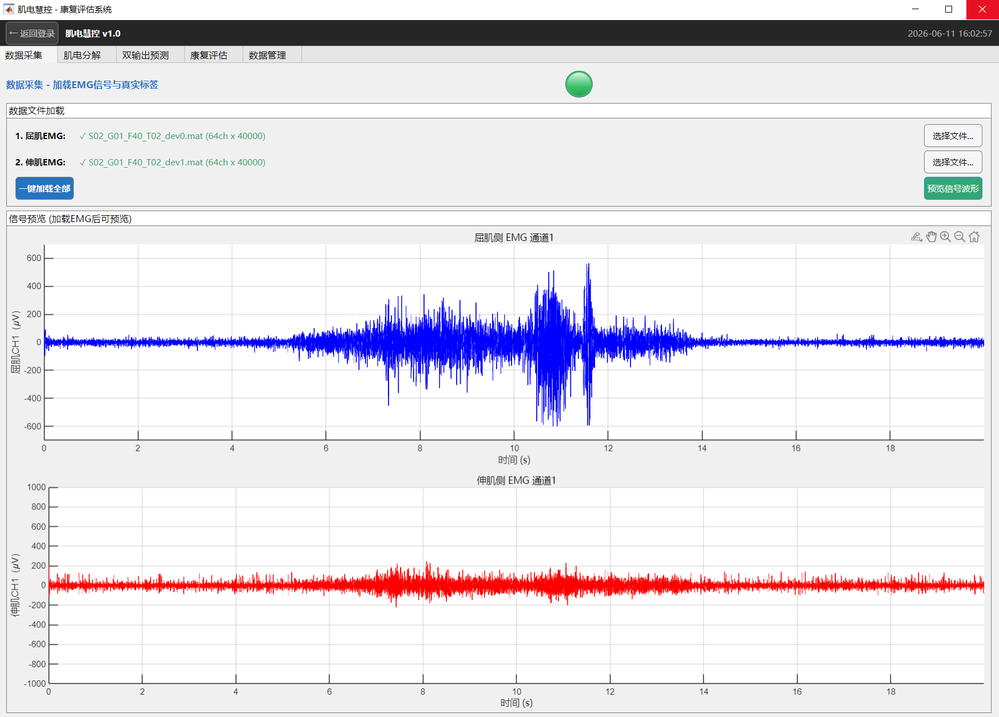 肌电慧控 - 康复评估系统
← 返回登录
肌电慧控 v1.0
2026-06-11 16:02:57
数据采集
肌电分解
双输出预测
康复评估
数据管理
数据采集 - 加载EMG信号与真实标签
数据文件加载
1. 屈肌EMG:
✓ S02_G01_F40_T02_dev0.mat (64ch x 40000)
选择文件...
2. 伸肌EMG:
✓ S02_G01_F40_T02_dev1.mat (64ch x 40000)
选择文件...
一键加载全部
预览信号波形
信号预览 (加载EMG后可预览)
屈肌侧 EMG 通道1
屈肌CH1 (μV)
600
400
200
0
-200
-400
-600
0 2 4 6 8 10 12 14 16 18
时间 (s)
伸肌侧 EMG 通道1
伸肌CH1 (μV)
1000
800
600
400
200
0
-200
-400
-600
-800
-1000
0 2 4 6 8 10 12 14 16 18
时间 (s)